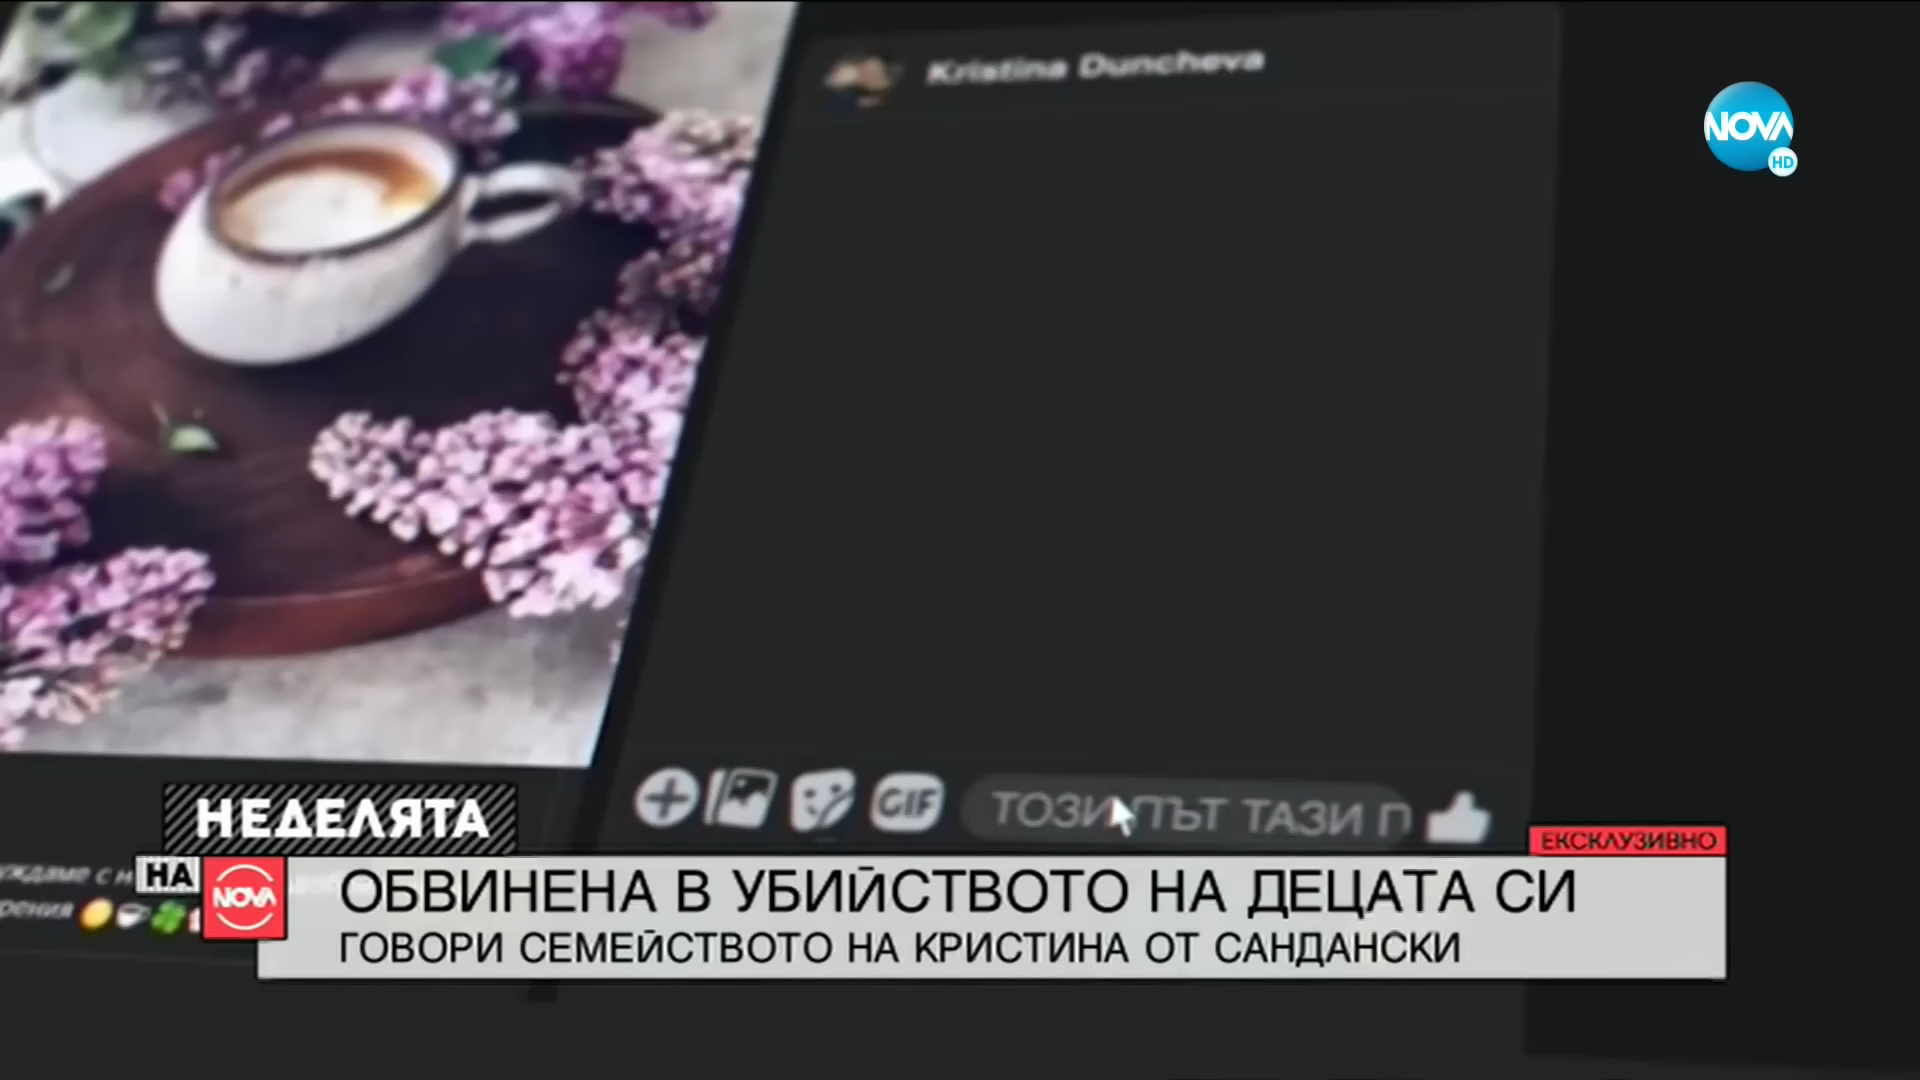 Kristina Duncheva
NOVA
HD
GIF
ТОЗИ ПЪТ ТАЗИ П
НЕДЕЛЯТА
НА
NOVA
ЕКСКЛУЗИВНО
ОБВИНЕНА В УБИЙСТВОТО НА ДЕЦАТА СИ
ГОВОРИ СЕМЕЙСТВОТО НА КРИСТИНА ОТ САНДАНСКИ